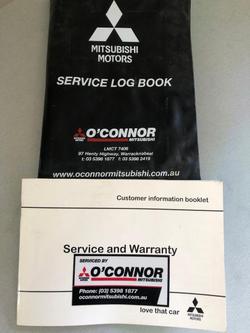 MITSUBISHI
MOTORS
SERVICE LOG BOOK
O'CONNOR
MITSUBISHI
LMCT 7406
97 Henty Highway, Warracknabeal
t: 03 5398 1877 f: 03 5398 2419
www.oconnormitsubishi.com.au
Customer information booklet
Service and Warranty
SERVICED BY
O'CONNOR
MITSUBISHI
Phone: (03) 5398 1877
oconnormitsubishi.com.au
love that car